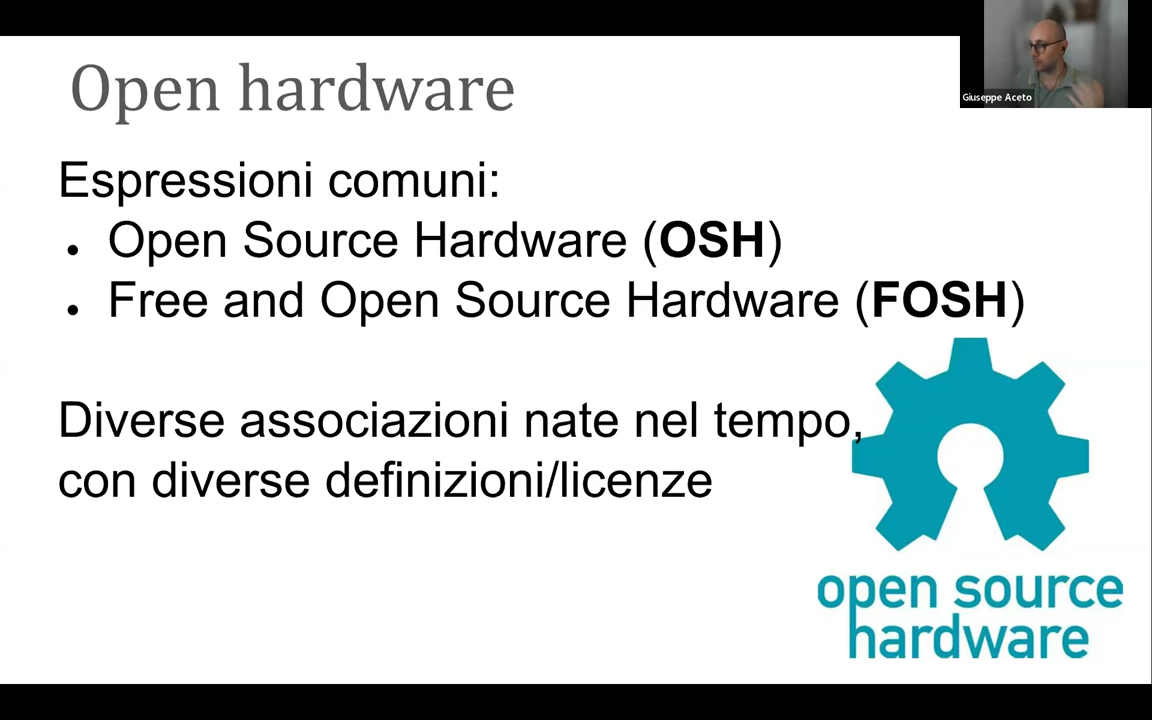 Open hardware
Giuseppe Aceto
Espressioni comuni:
• Open Source Hardware (OSH)
• Free and Open Source Hardware (FOSH)
Diverse associazioni nate nel tempo,
con diverse definizioni/licenze
open source
hardware